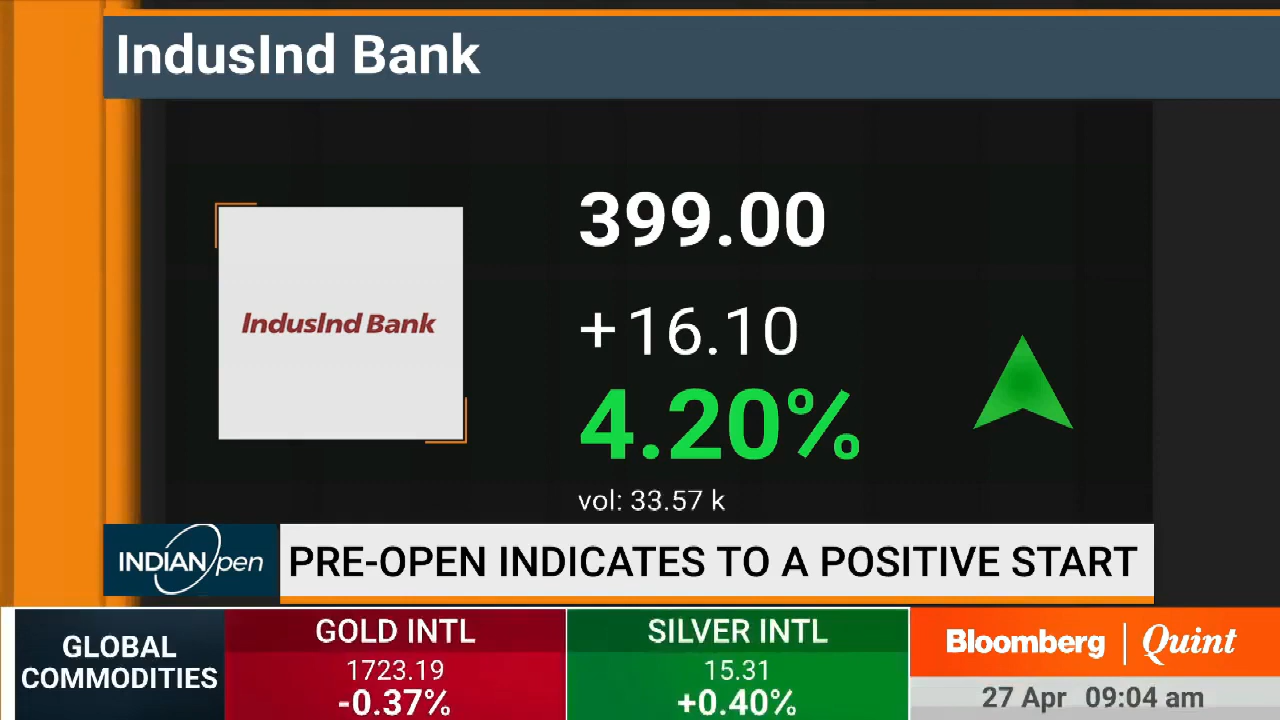 IndusInd Bank
399.00
IndusInd Bank
+16.10
4.20%
vol: 33.57 k
INDIAN Open
PRE-OPEN INDICATES TO A POSITIVE START
GLOBAL
COMMODITIES
GOLD INTL
1723.19
-0.37%
SILVER INTL
15.31
+0.40%
Bloomberg | Quint
27 Apr 09:04 am